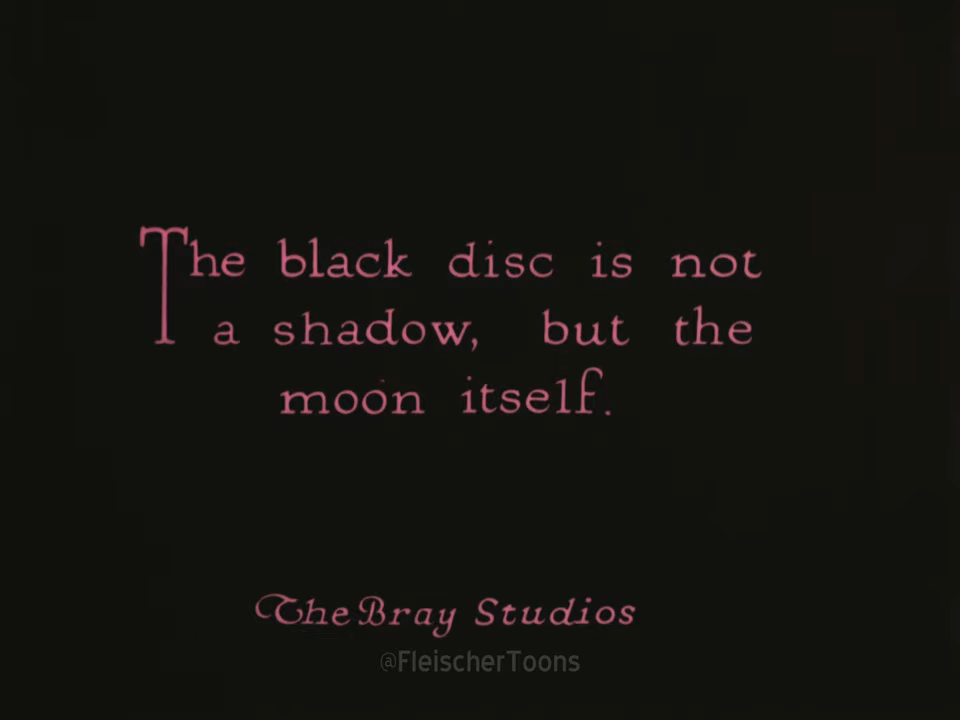 The black disc is not
a shadow, but the
moon itself.
The Bray Studios
@FleischerToons